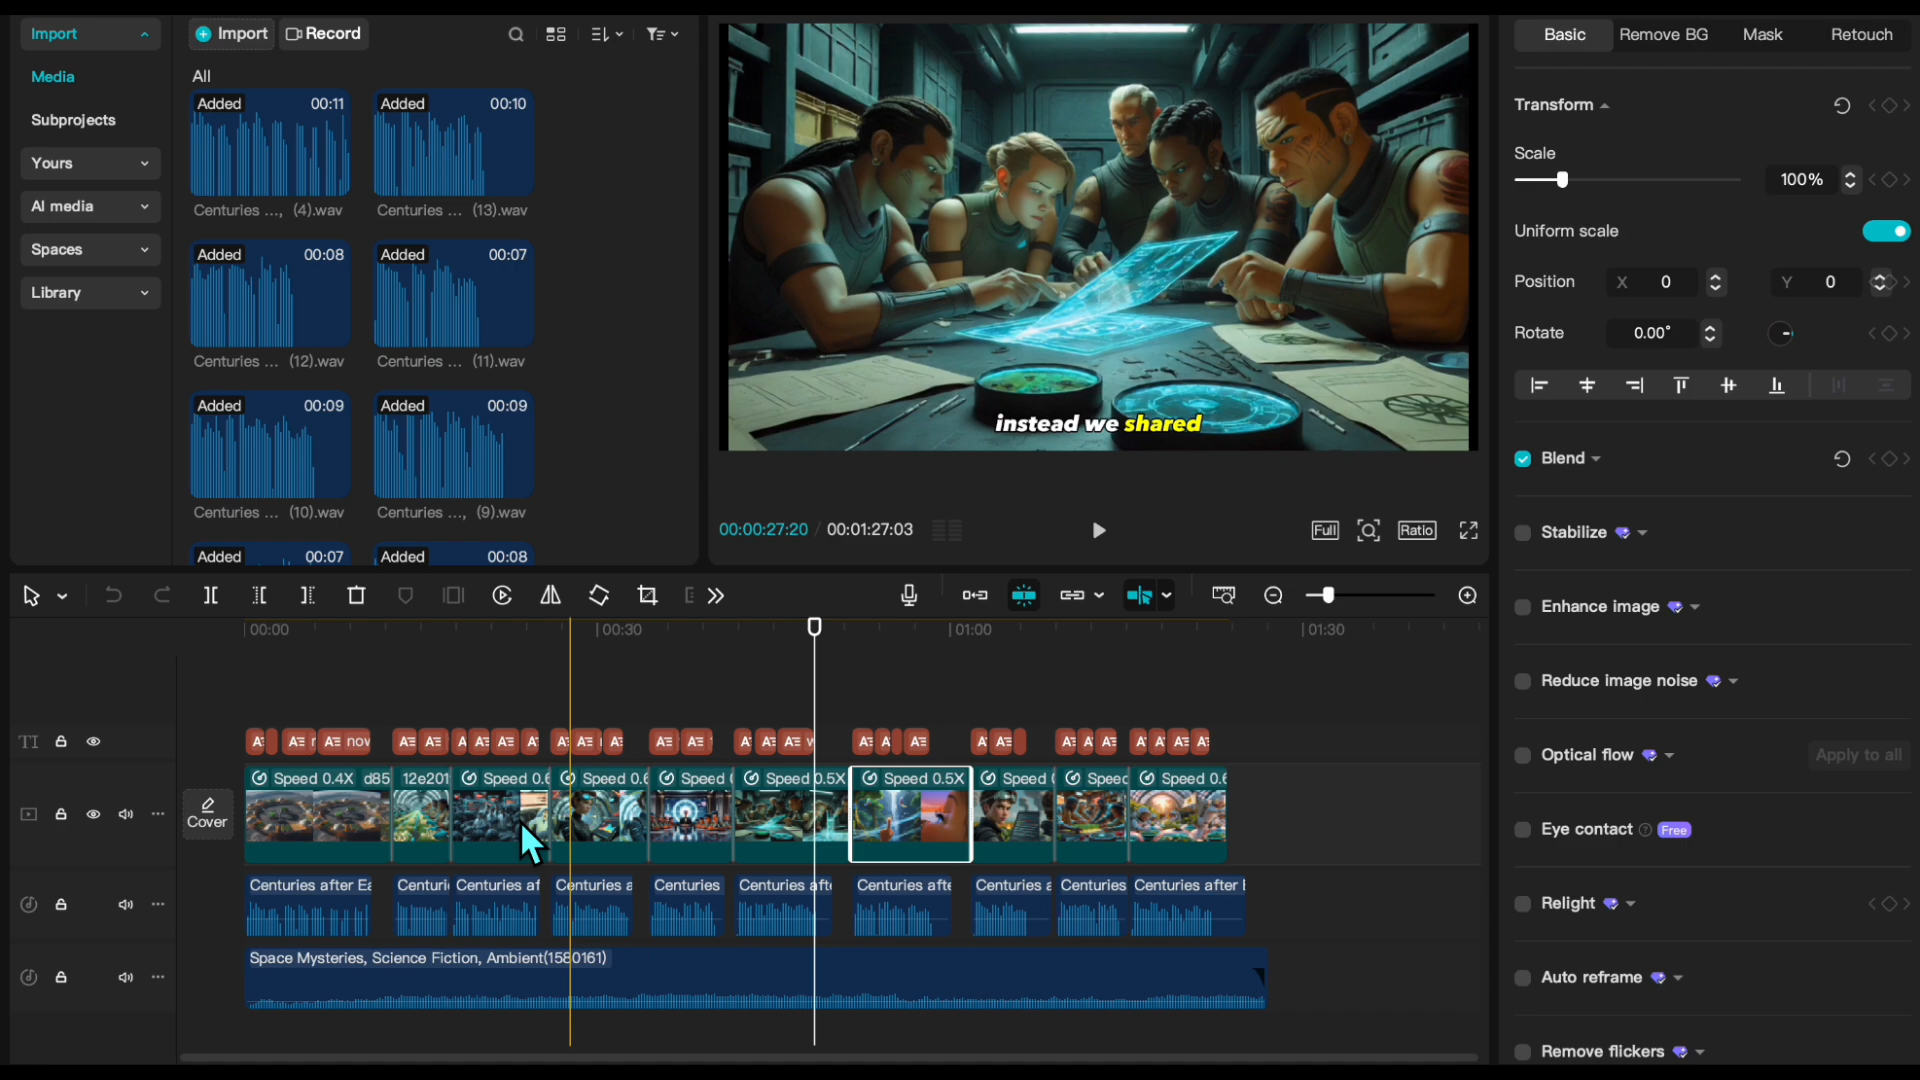 Import
Media
Subprojects
Yours
AI media
Spaces
Library
Import
Record
All
Added 00:11
Centuries ..., (4).wav
Added 00:10
Centuries ... (13).wav
Added 00:08
Centuries ... (12).wav
Added 00:07
Centuries ... (11).wav
Added 00:09
Centuries ... (10).wav
Added 00:09
Centuries ..., (9).wav
Added 00:07
Added 00:08
instead we shared
00:00:27:20 / 00:01:27:03
Full
Ratio
Basic Remove BG Mask Retouch
Transform
Scale
100%
Uniform scale
Position X 0 Y 0
Rotate 0.00°
Blend
Stabilize
Enhance image
Reduce image noise
Optical flow Apply to all
Eye contact Free
Relight
Auto reframe
Remove flickers
00:00 00:30 01:00 01:30
TI
now
Cover
Speed 0.4X d85 12e201 Speed 0.6 Speed 0.6 Speed Speed 0.5X Speed 0.5X Speed Speed Speed 0.6
Centuries after Ea Centuri Centuries af Centuries a Centuries Centuries aft Centuries afte Centuries a Centuries Centuries after E
Space Mysteries, Science Fiction, Ambient(1580161)